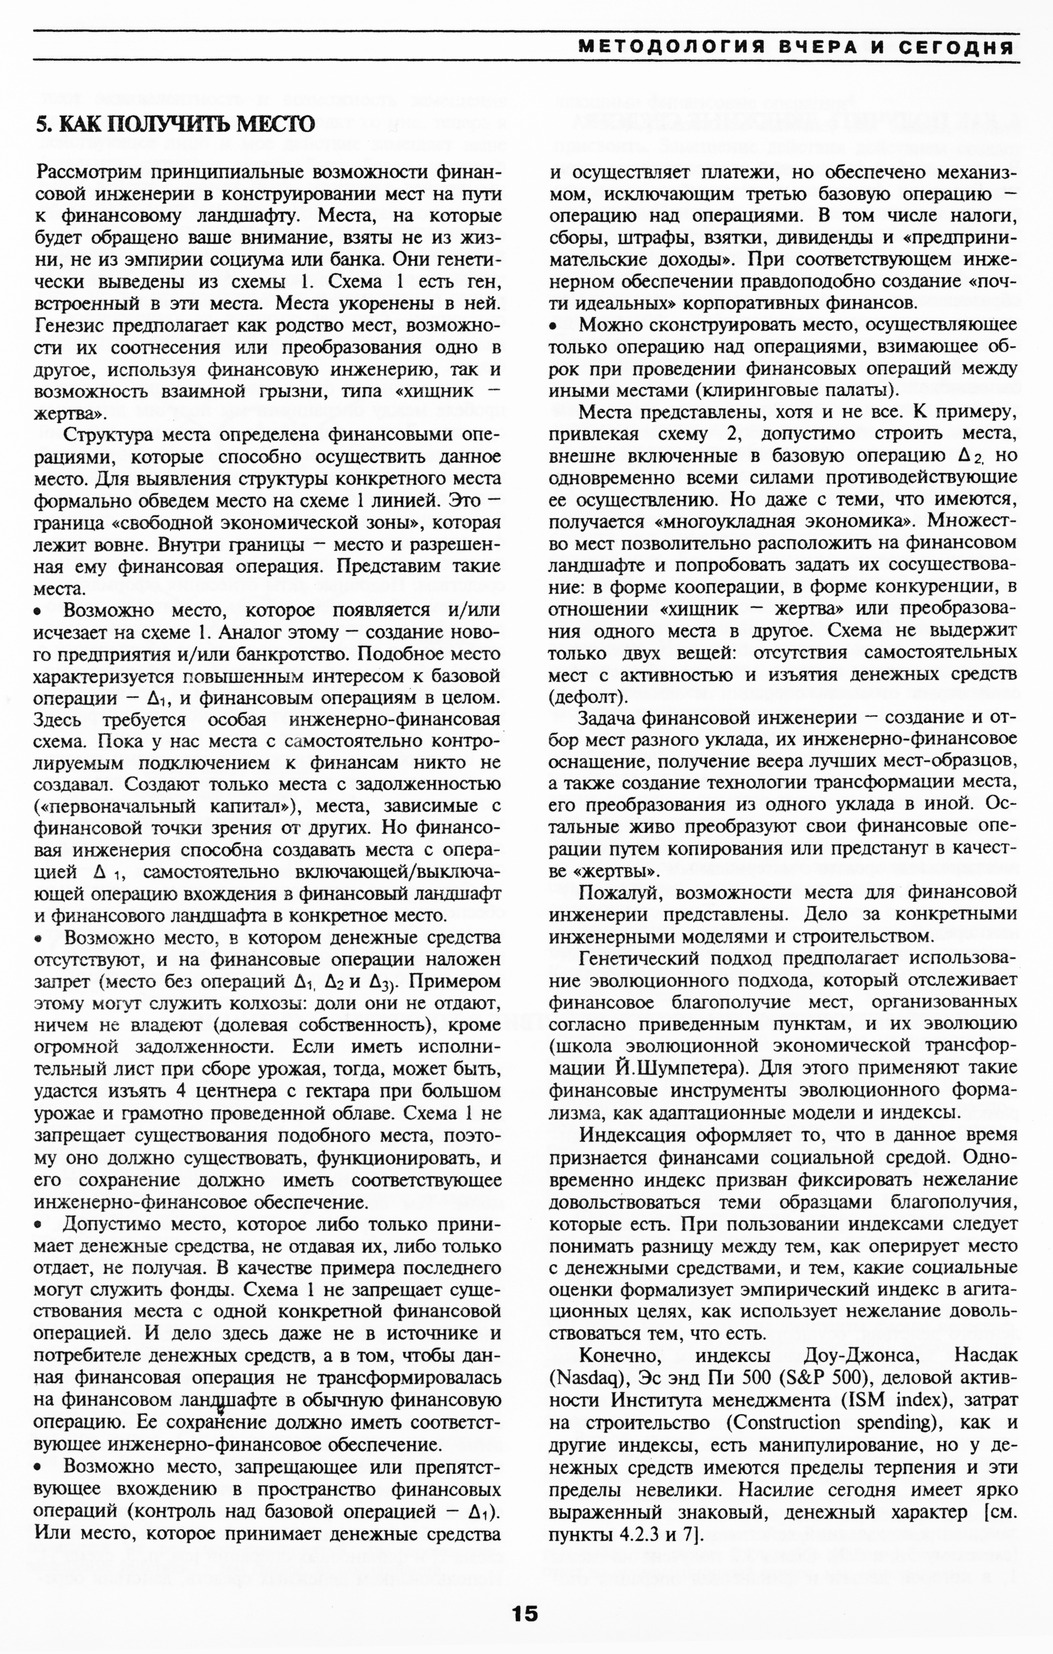 МЕТОДОЛОГИЯ ВЧЕРА И СЕГОДНЯ
5. КАК ПОЛУЧИТЬ МЕСТО
Рассмотрим принципиальные возможности финан-
совой инженерии в конструировании мест на пути
к финансовому ландшафту. Места, на которые
будет обращено ваше внимание, взяты не из жиз-
ни, не из эмпирии социума или банка. Они генети-
чески выведены из схемы 1. Схема 1 есть ген,
встроенный в эти места. Места укоренены в ней.
Генезис предполагает как родство мест, возможно-
сти их соотнесения или преобразования одно в
другое, используя финансовую инженерию, так и
возможность взаимной грызни, типа «хищник —
жертва».
Структура места определена финансовыми опе-
рациями, которые способно осуществить данное
место. Для выявления структуры конкретного места
формально обведем место на схеме 1 линией. Это —
граница «свободной экономической зоны», которая
лежит вовне. Внутри границы — место и разрешен-
ная ему финансовая операция. Представим такие
места.
• Возможно место, которое появляется и/или
исчезает на схеме 1. Аналог этому — создание ново-
го предприятия и/или банкротство. Подобное место
характеризуется повышенным интересом к базовой
операции — Δ1, и финансовым операциям в целом.
Здесь требуется особая инженерно-финансовая
схема. Пока у нас места с самостоятельно контро-
лируемым подключением к финансам никто не
создавал. Создают только места с задолженностью
(«первоначальный капитал»), места, зависимые с
финансовой точки зрения от других. Но финансо-
вая инженерия способна создавать места с опера-
цией Δ 1, самостоятельно включающей/выключа-
ющей операцию вхождения в финансовый ландшафт
и финансового ландшафта в конкретное место.
• Возможно место, в котором денежные средства
отсутствуют, и на финансовые операции наложен
запрет (место без операций Δ1, Δ2 и Δ3). Примером
этому могут служить колхозы: доли они не отдают,
ничем не владеют (долевая собственность), кроме
огромной задолженности. Если иметь исполни-
тельный лист при сборе урожая, тогда, может быть,
удастся изъять 4 центнера с гектара при большом
урожае и грамотно проведенной облаве. Схема 1 не
запрещает существования подобного места, поэто-
му оно должно существовать, функционировать, и
его сохранение должно иметь соответствующее
инженерно-финансовое обеспечение.
• Допустимо место, которое либо только прини-
мает денежные средства, не отдавая их, либо только
отдает, не получая. В качестве примера последнего
могут служить фонды. Схема 1 не запрещает суще-
ствования места с одной конкретной финансовой
операцией. И дело здесь даже не в источнике и
потребителе денежных средств, а в том, чтобы дан-
ная финансовая операция не трансформировалась
на финансовом ландшафте в обычную финансовую
операцию. Ее сохранение должно иметь соответст-
вующее инженерно-финансовое обеспечение.
• Возможно место, запрещающее или препятст-
вующее вхождению в пространство финансовых
операций (контроль над базовой операцией — Δ1).
Или место, которое принимает денежные средства
и осуществляет платежи, но обеспечено механиз-
мом, исключающим третью базовую операцию —
операцию над операциями. В том числе налоги,
сборы, штрафы, взятки, дивиденды и «предприни-
мательские доходы». При соответствующем инже-
нерном обеспечении правдоподобно создание «поч-
ти идеальных» корпоративных финансов.
• Можно сконструировать место, осуществляющее
только операцию над операциями, взимающее об-
рок при проведении финансовых операций между
иными местами (клиринговые палаты).
Места представлены, хотя и не все. К примеру,
привлекая схему 2, допустимо строить места,
внешне включенные в базовую операцию Δ2, но
одновременно всеми силами противодействующие
ее осуществлению. Но даже с теми, что имеются,
получается «многоукладная экономика». Множест-
во мест позволительно расположить на финансовом
ландшафте и попробовать задать их сосуществова-
ние: в форме кооперации, в форме конкуренции, в
отношении «хищник — жертва» или преобразова-
ния одного места в другое. Схема не выдержит
только двух вещей: отсутствия самостоятельных
мест с активностью и изъятия денежных средств
(дефолт).
Задача финансовой инженерии — создание и от-
бор мест разного уклада, их инженерно-финансовое
оснащение, получение веера лучших мест-образцов,
а также создание технологии трансформации места,
его преобразования из одного уклада в иной. Ос-
тальные живо преобразуют свои финансовые опе-
рации путем копирования или предстанут в качест-
ве «жертвы».
Пожалуй, возможности места для финансовой
инженерии представлены. Дело за конкретными
инженерными моделями и строительством.
Генетический подход предполагает использова-
ние эволюционного подхода, который отслеживает
финансовое благополучие мест, организованных
согласно приведенным пунктам, и их эволюцию
(школа эволюционной экономической трансфор-
мации Й.Шумпетера). Для этого применяют такие
финансовые инструменты эволюционного форма-
лизма, как адаптационные модели и индексы.
Индексация оформляет то, что в данное время
признается финансами социальной средой. Одно-
временно индекс призван фиксировать нежелание
довольствоваться теми образцами благополучия,
которые есть. При пользовании индексами следует
понимать разницу между тем, как оперирует место
с денежными средствами, и тем, какие социальные
оценки формализует эмпирический индекс в агита-
ционных целях, как использует нежелание доволь-
ствоваться тем, что есть.
Конечно, индексы Доу-Джонса, Насдак
(Nasdaq), Эс энд Пи 500 (S&P 500), деловой актив-
ности Института менеджмента (ISM index), затрат
на строительство (Construction spending), как и
другие индексы, есть манипулирование, но у де-
нежных средств имеются пределы терпения и эти
пределы невелики. Насилие сегодня имеет ярко
выраженный знаковый, денежный характер [см.
пункты 4.2.3 и 7].
15